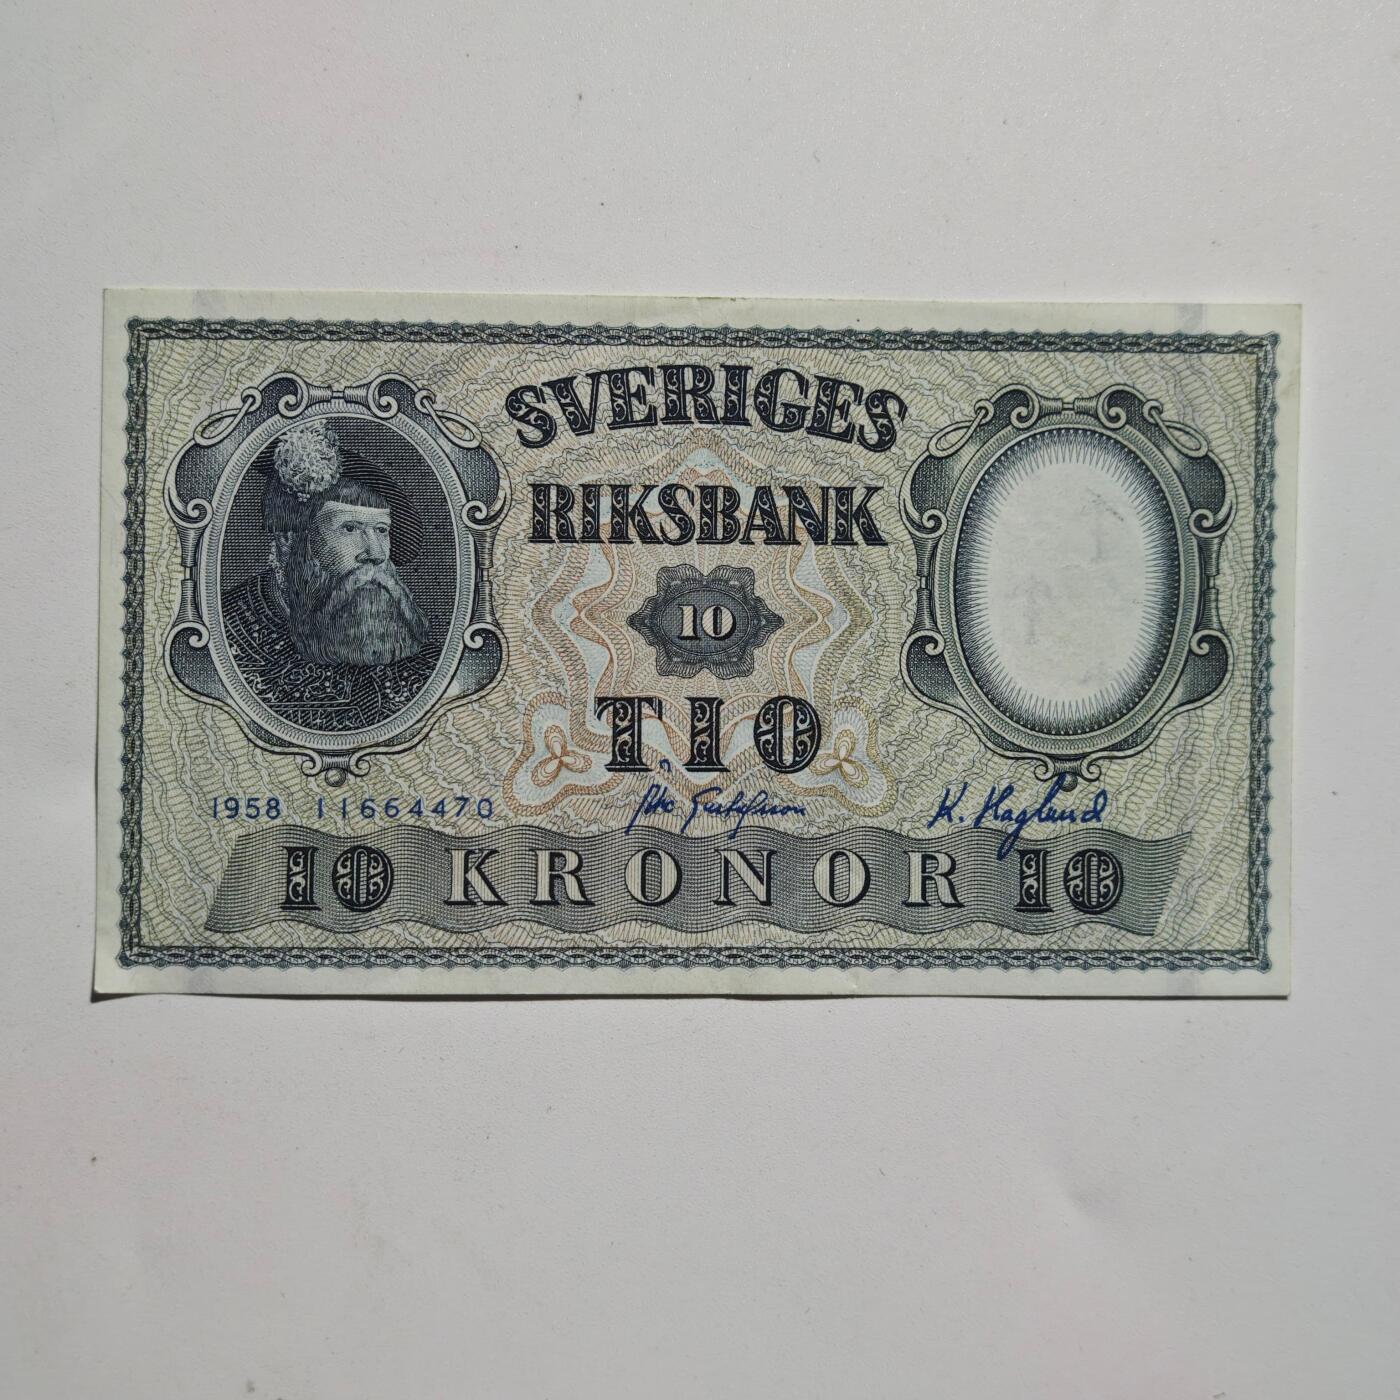 SVERIGES
RIKSBANK
10
TIO
1958 11664470
K. Haglund
10 KRONOR 10